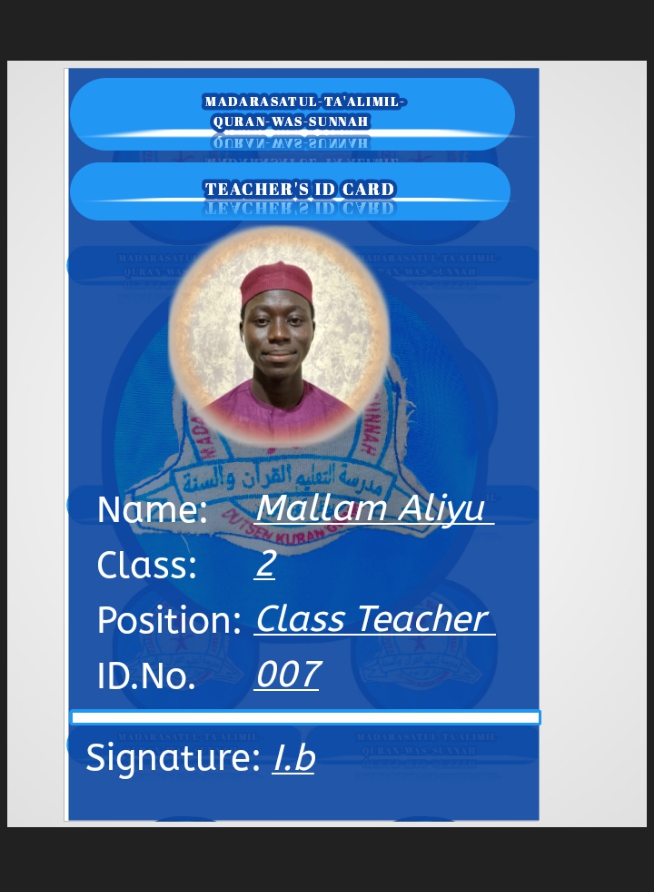 MADARASATUL-TA'ALIMIL-
QURAN-WAS-SUNNAH
TEACHER'S ID CARD
مدرسة التعليم القرآن والسنة
DUTSEN KURAN
Name: Mallam Aliyu
Class: 2
Position: Class Teacher
ID.No. 007
Signature: I.b